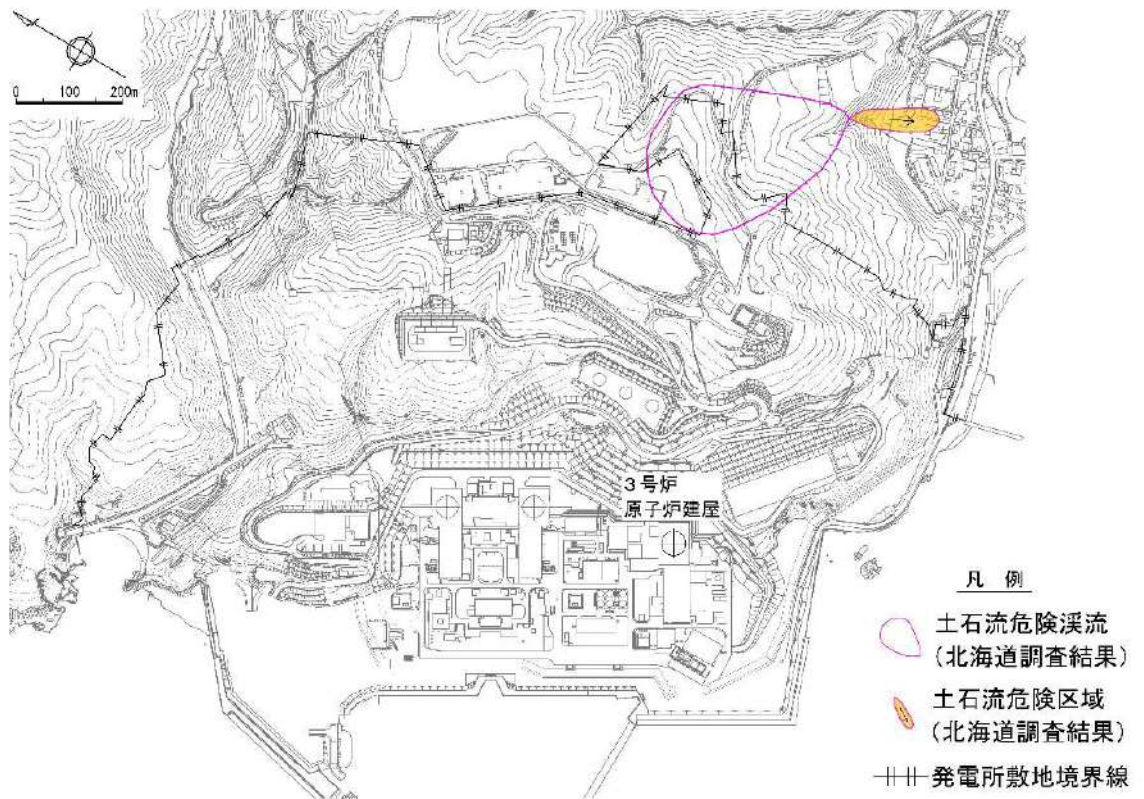 0 100 200m
3号炉
原子炉建屋
凡 例
土石流危険渓流
(北海道調査結果)
土石流危険区域
(北海道調査結果)
発電所敷地境界線